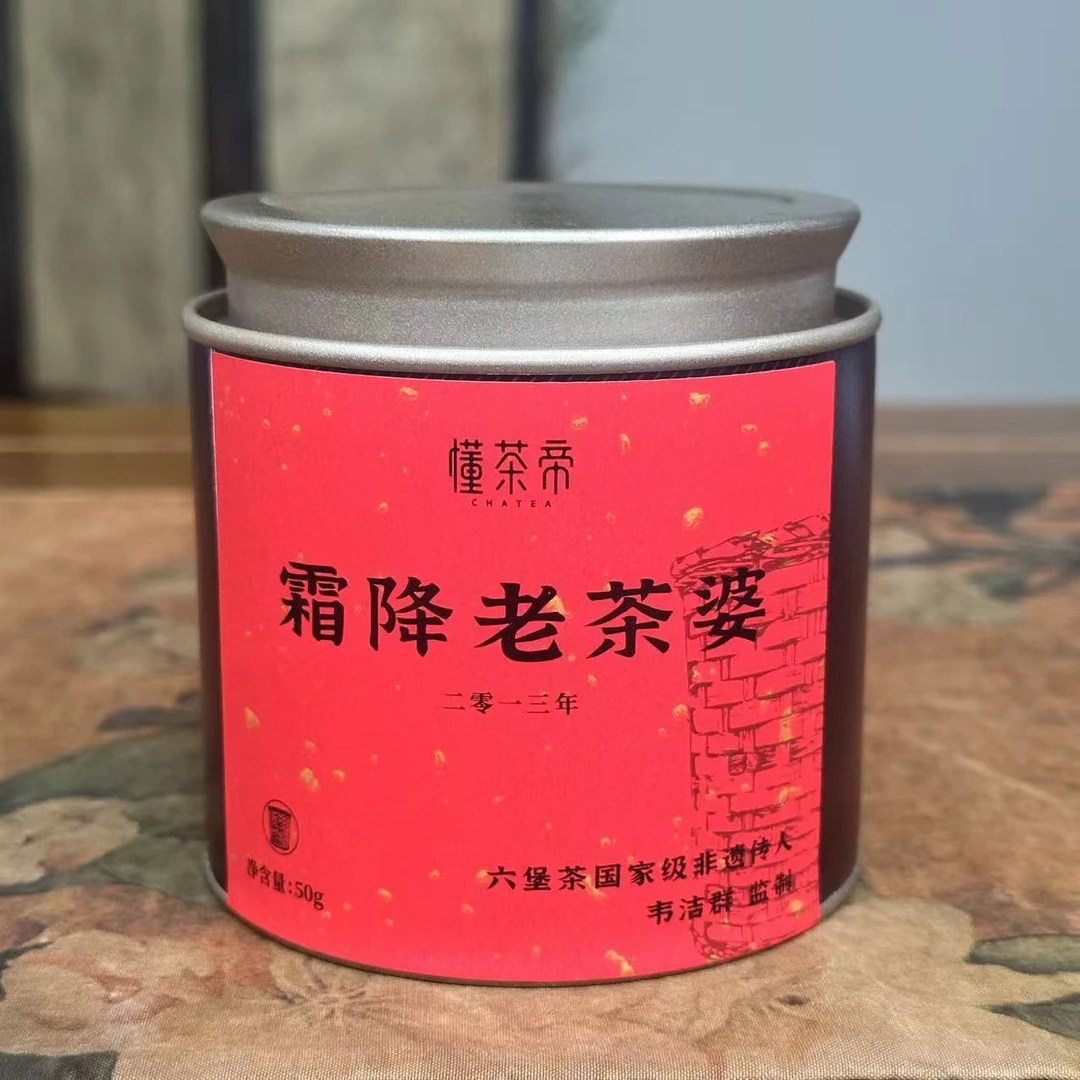 懂茶帝
CHATEA
霜降老茶婆
二零一三年
净含量:50g
六堡茶国家级非遗传人
韦洁群 监制